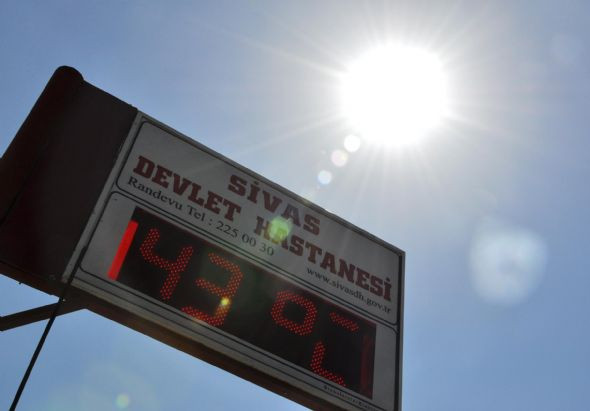 SİVAS
DEVLET HASTANESİ
Randevu Tel : 225 00 30
www.sivasdh.gov.tr
43°C